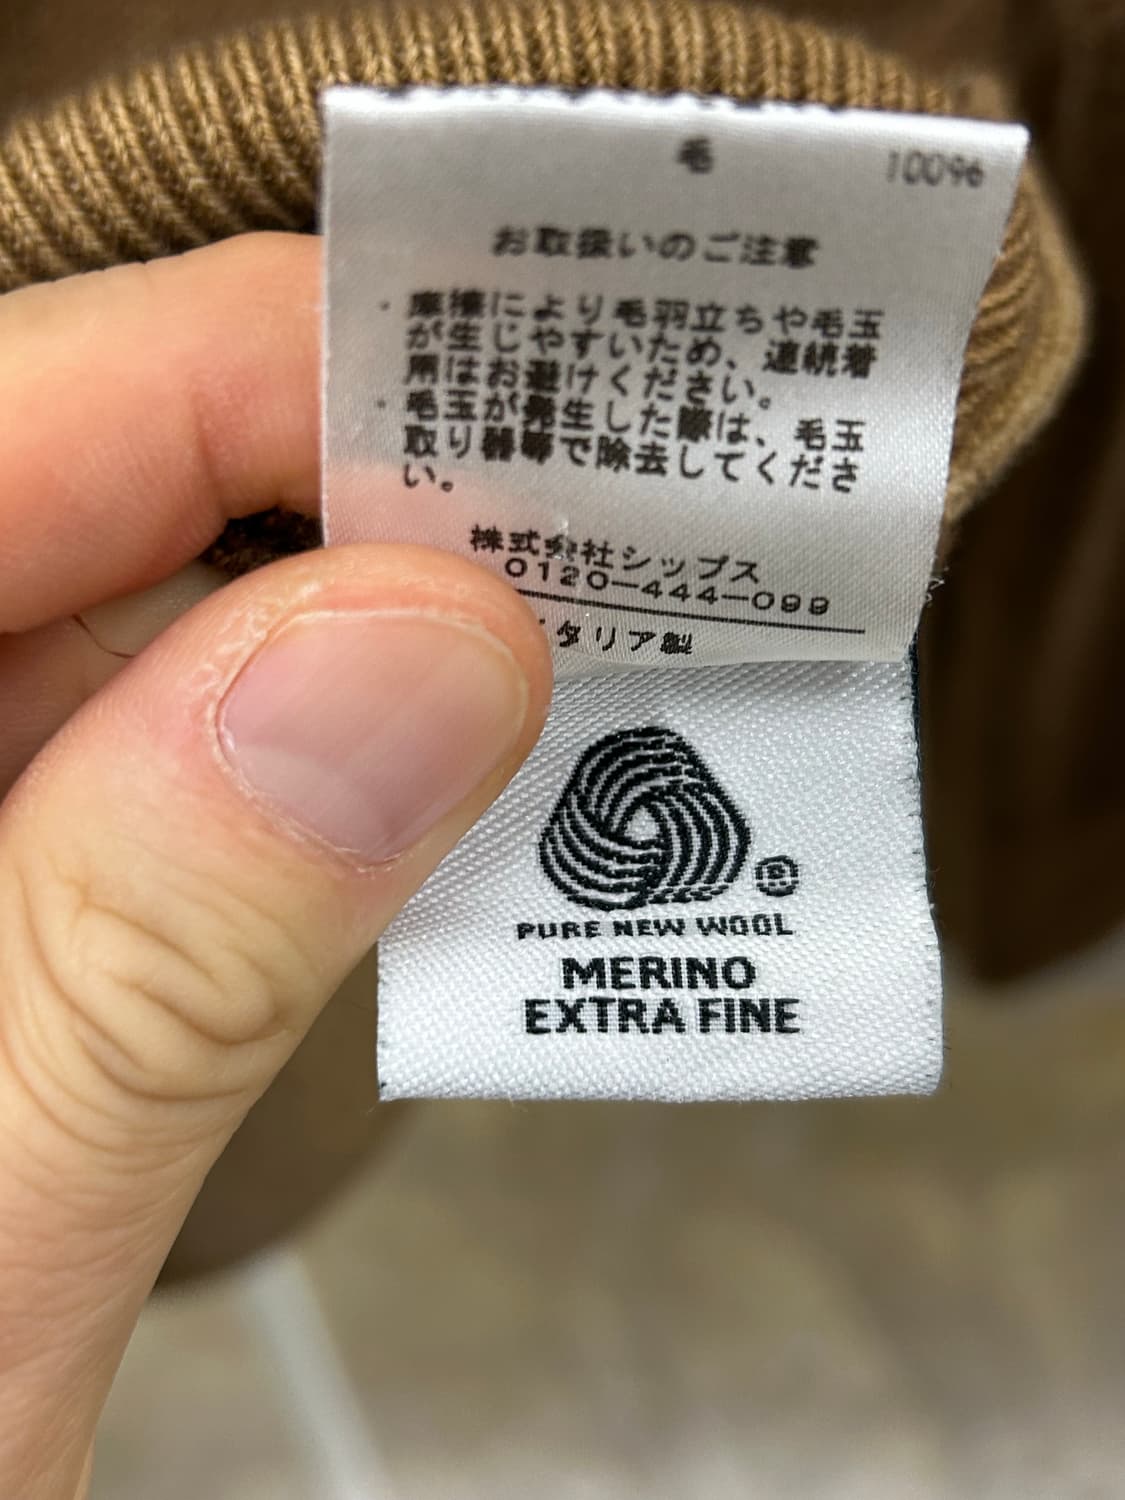 毛 10096
お取扱いのご注意
・摩擦により毛羽立ちや毛玉
が生じやすいため、連続着
用はお避けください。
・毛玉が発生した際は、毛玉
取り器等で除去してくださ
い。
株式会社シップス
0120-444-099
タリア製
®
PURE NEW WOOL
MERINO
EXTRA FINE